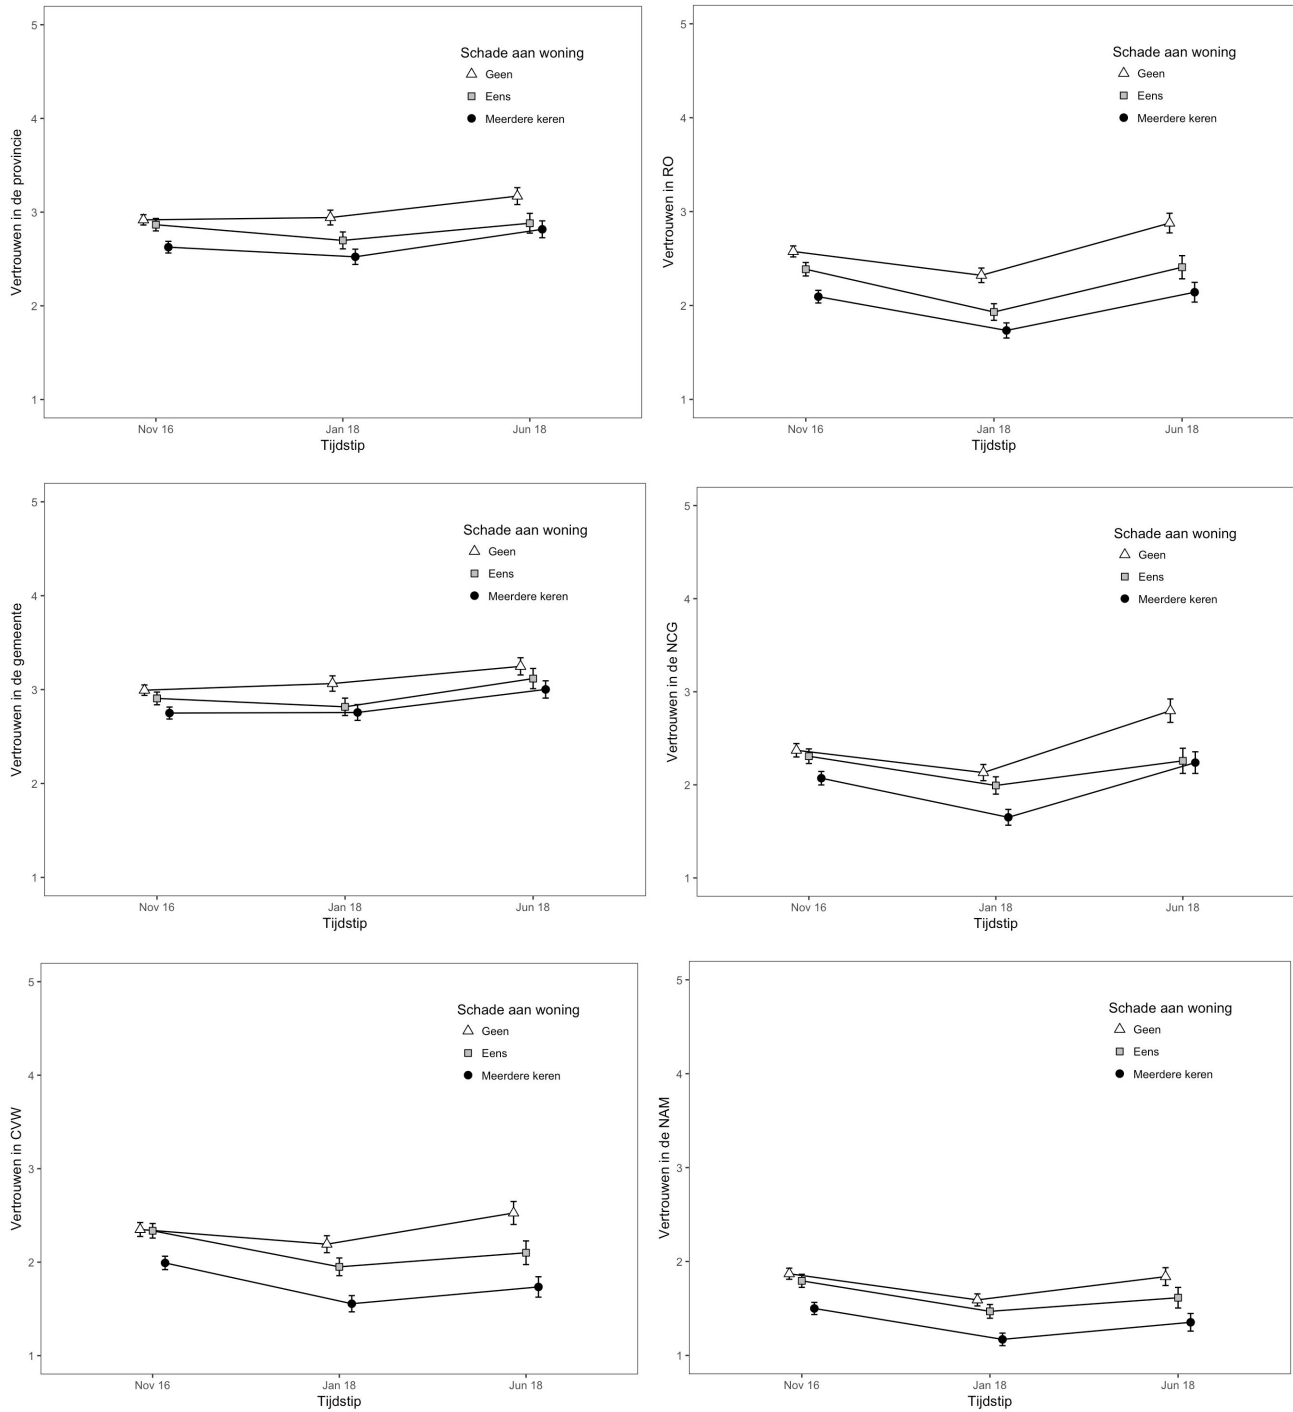 Vertrouwen in de provincie
5
4
3
2
1
Schade aan woning
Geen
Eens
Meerdere keren
Nov 16
Jan 18
Jun 18
Tijdstip
Vertrouwen in RO
5
4
3
2
1
Schade aan woning
Geen
Eens
Meerdere keren
Nov 16
Jan 18
Jun 18
Tijdstip
Vertrouwen in de gemeente
5
4
3
2
1
Schade aan woning
Geen
Eens
Meerdere keren
Nov 16
Jan 18
Jun 18
Tijdstip
Vertrouwen in de NCG
5
4
3
2
1
Schade aan woning
Geen
Eens
Meerdere keren
Nov 16
Jan 18
Jun 18
Tijdstip
Vertrouwen in CVW
5
4
3
2
1
Schade aan woning
Geen
Eens
Meerdere keren
Nov 16
Jan 18
Jun 18
Tijdstip
Vertrouwen in de NAM
5
4
3
2
1
Schade aan woning
Geen
Eens
Meerdere keren
Nov 16
Jan 18
Jun 18
Tijdstip